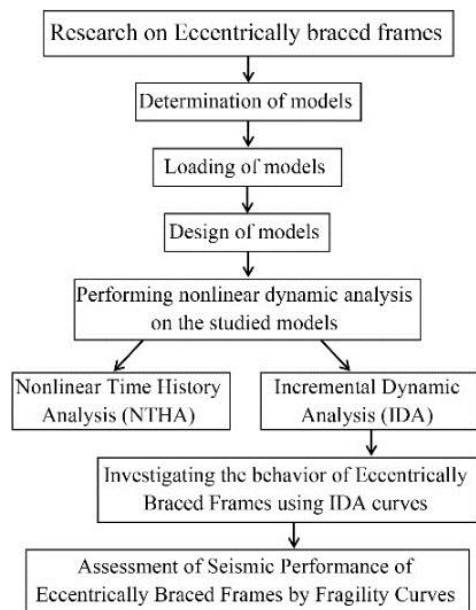 Research on Eccentrically braced frames
Determination of models
Loading of models
Design of models
Performing nonlinear dynamic analysis
on the studied models
Nonlinear Time History
Analysis (NTHA)
Incremental Dynamic
Analysis (IDA)
Investigating the behavior of Eccentrically
Braced Frames using IDA curves
Assessment of Seismic Performance of
Eccentrically Braced Frames by Fragility Curves